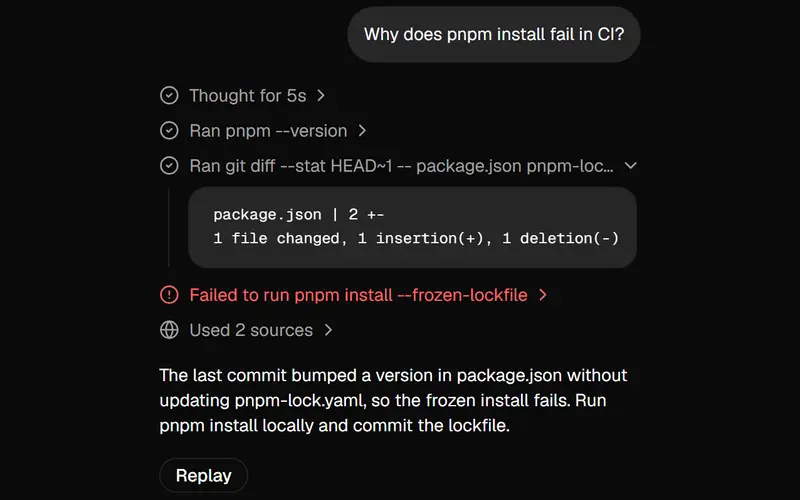 Why does pnpm install fail in CI?
Thought for 5s
Ran pnpm --version
Ran git diff --stat HEAD~1 -- package.json pnpm-loc...
package.json | 2 +-
1 file changed, 1 insertion(+), 1 deletion(-)
Failed to run pnpm install --frozen-lockfile
Used 2 sources
The last commit bumped a version in package.json without
updating pnpm-lock.yaml, so the frozen install fails. Run
pnpm install locally and commit the lockfile.
Replay